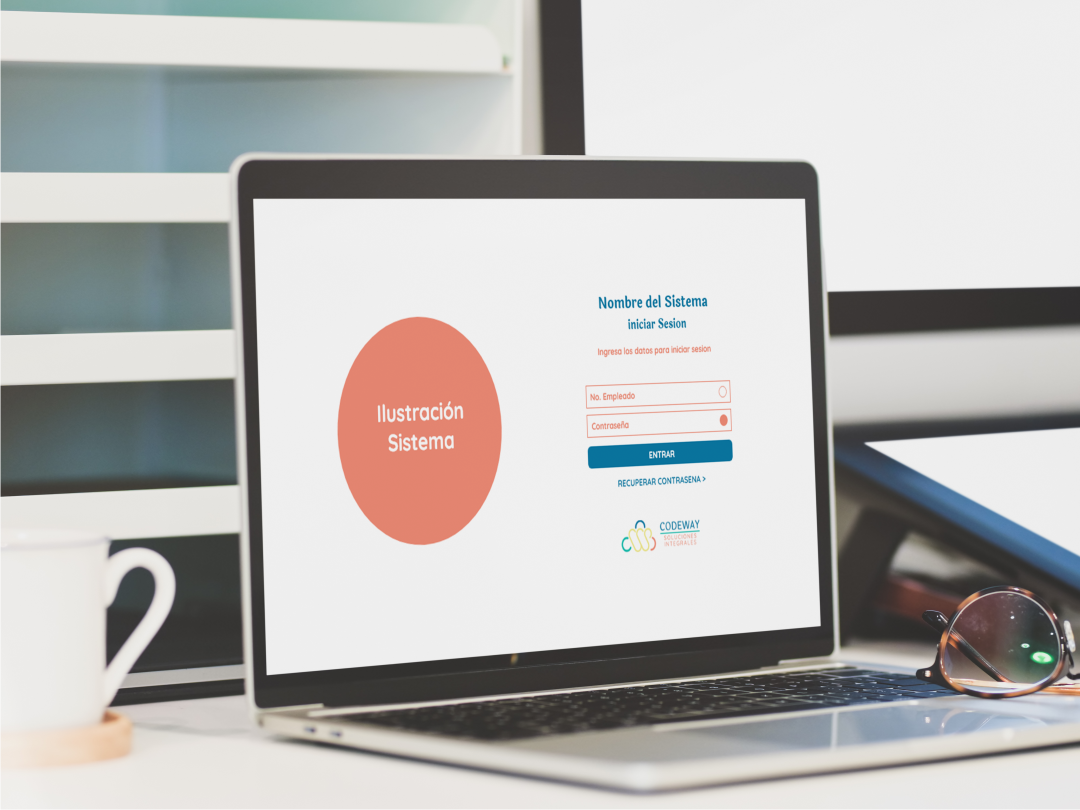 Nombre del Sistema
iniciar Sesion
Ingresa los datos para iniciar sesion
Ilustración
Sistema
No. Empleado
Contraseña
ENTRAR
RECUPERAR CONTRASENA >
CODEWAY
SOLUCIONES
INTEGRALES